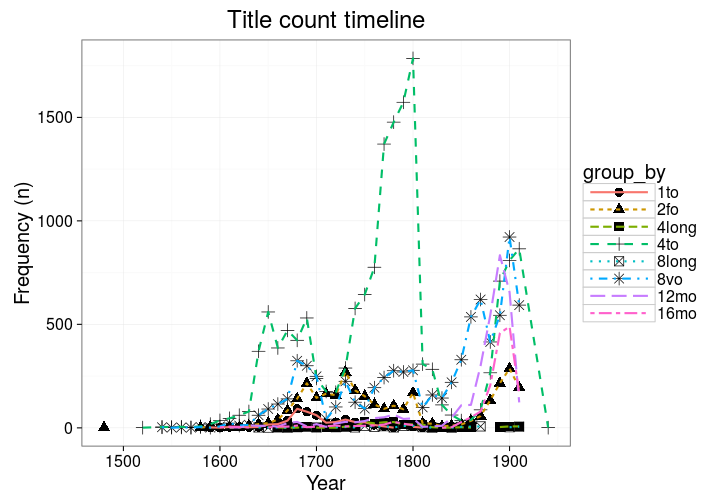 Title count timeline
Frequency (n)
1500
1000
500
0
1500 1600 1700 1800 1900
Year
group_by
1to
2fo
4long
4to
8long
8vo
12mo
16mo